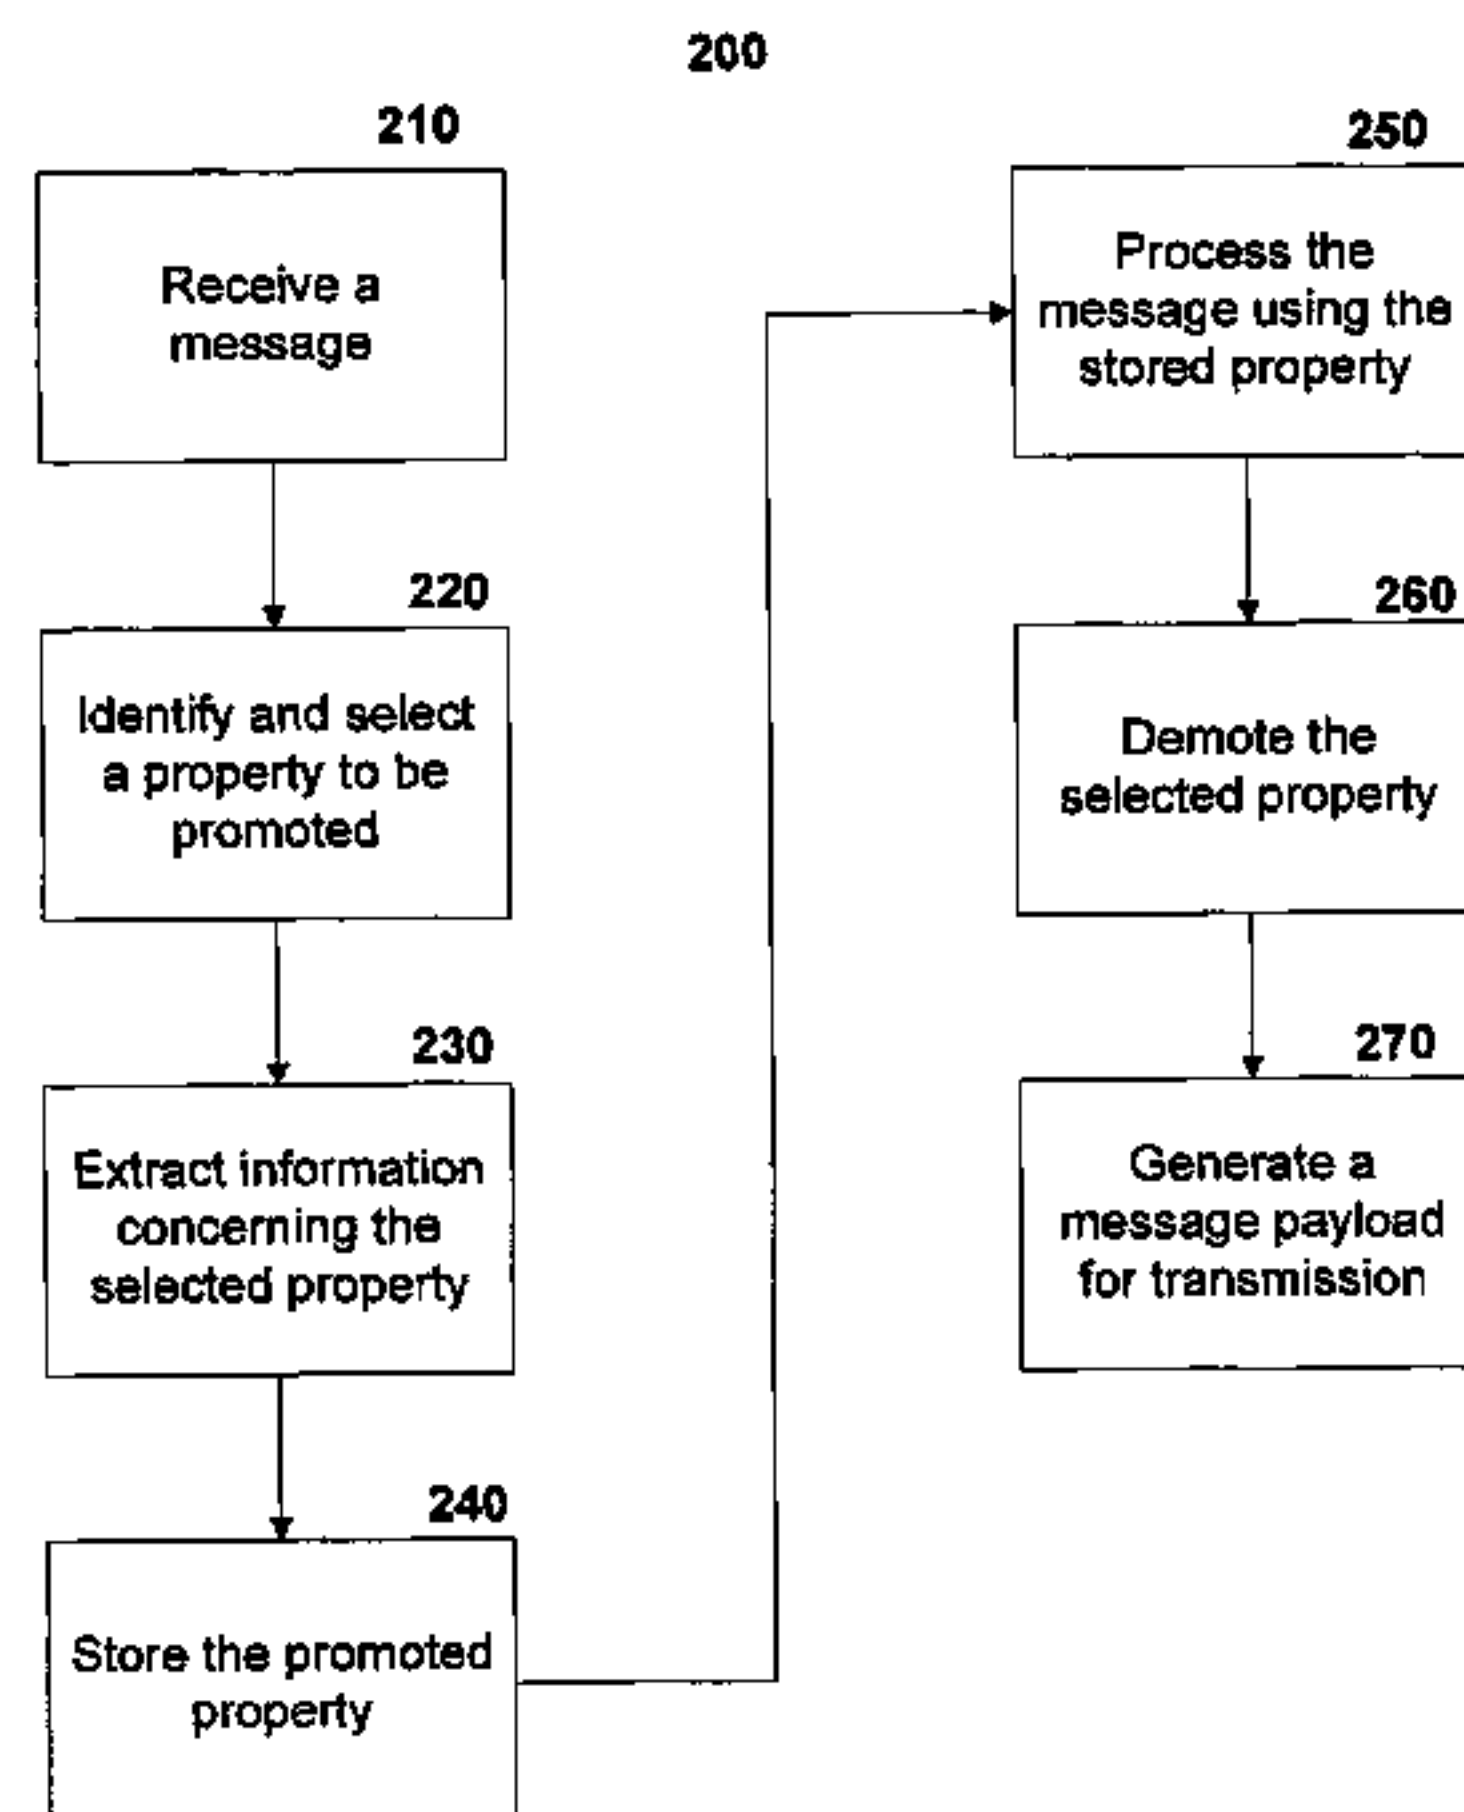 200
210
Receive a
message
220
Identify and select
a property to be
promoted
230
Extract information
concerning the
selected property
240
Store the promoted
property
250
Process the
message using the
stored property
260
Demote the
selected property
270
Generate a
message payload
for transmission